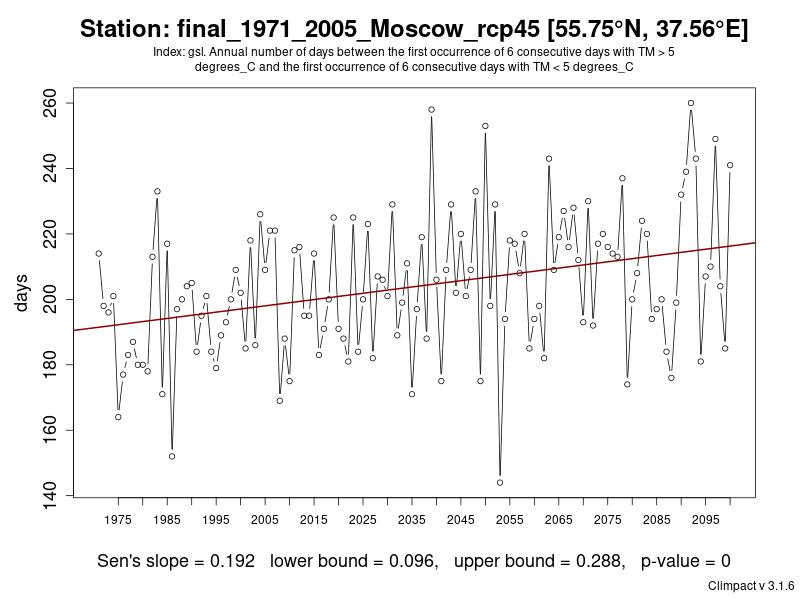 Station: final_1971_2005_Moscow_rcp45 [55.75°N, 37.56°E]
Index: gsl. Annual number of days between the first occurrence of 6 consecutive days with TM > 5
degrees_C and the first occurrence of 6 consecutive days with TM < 5 degrees_C
days
260
240
220
200
180
160
140
1975 1985 1995 2005 2015 2025 2035 2045 2055 2065 2075 2085 2095
Sen's slope = 0.192 lower bound = 0.096, upper bound = 0.288, p-value = 0
Climpact v 3.1.6